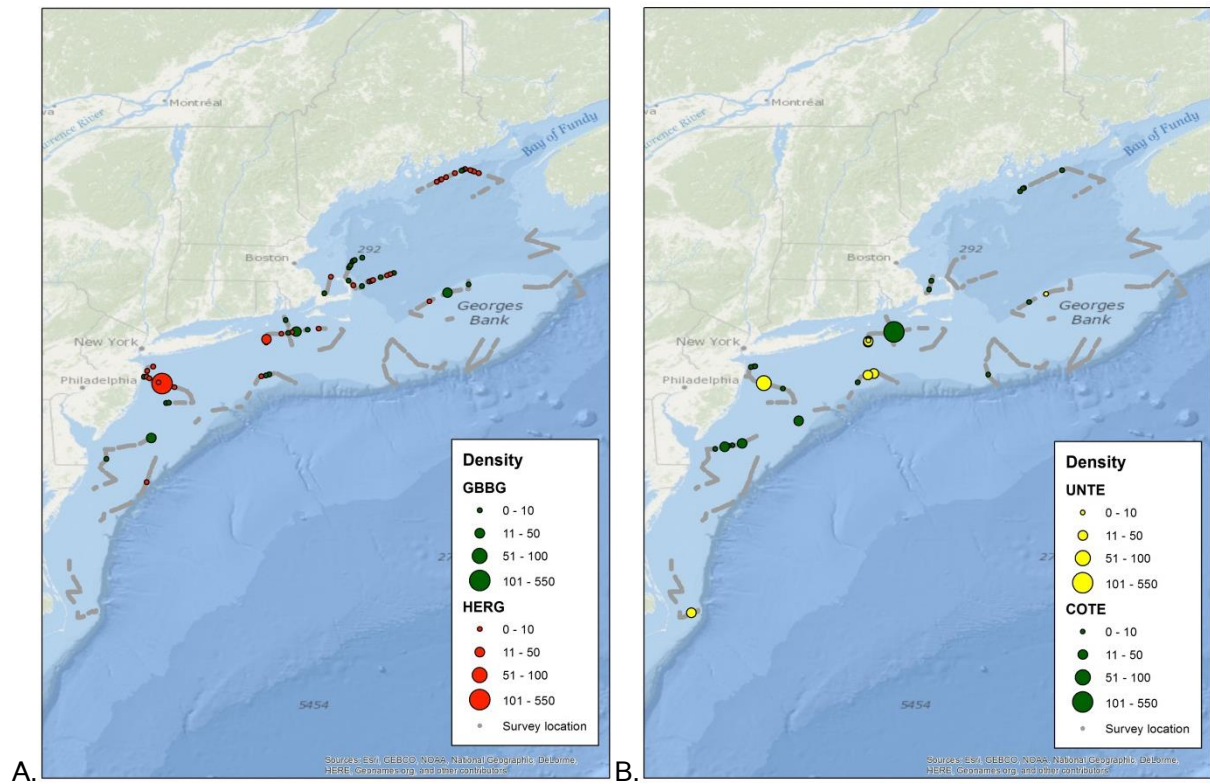 Montréal
Lawrence River
Bay of Fundy
292
Boston
Georges
Bank
New York
Philadelphia
Density
GBBG
0 - 10
11 - 50
51 - 100
101 - 550
HERG
0 - 10
11 - 50
51 - 100
101 - 550
Survey location
5454
Sources: Esri, GEBCO, NOAA, National Geographic, DeLorme,
HERE, Geonames.org, and other contributors
A.
Montréal
awrence River
Bay of Fundy
292
Boston
Georges
Bank
New York
Philadelphia
Density
UNTE
0 - 10
11 - 50
51 - 100
101 - 550
COTE
0 - 10
11 - 50
51 - 100
101 - 550
Survey location
5454
Sources: Esri, GEBCO, NOAA, National Geographic, DeLorme,
HERE, Geonames.org, and other contributors
B.